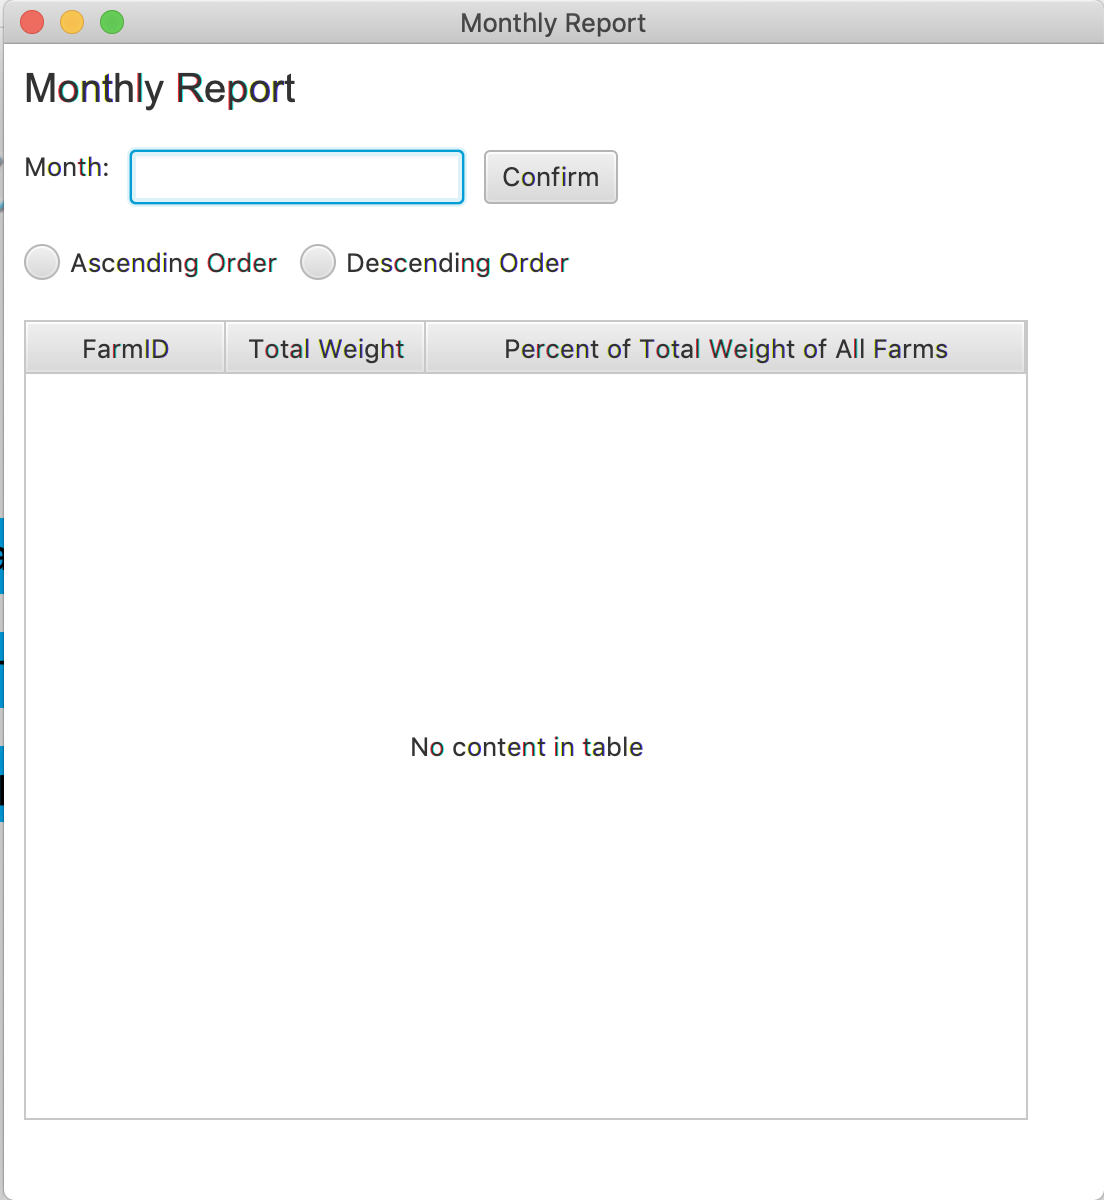 Monthly Report
Monthly Report
Month:
Confirm
Ascending Order
Descending Order
FarmID
Total Weight
Percent of Total Weight of All Farms
No content in table